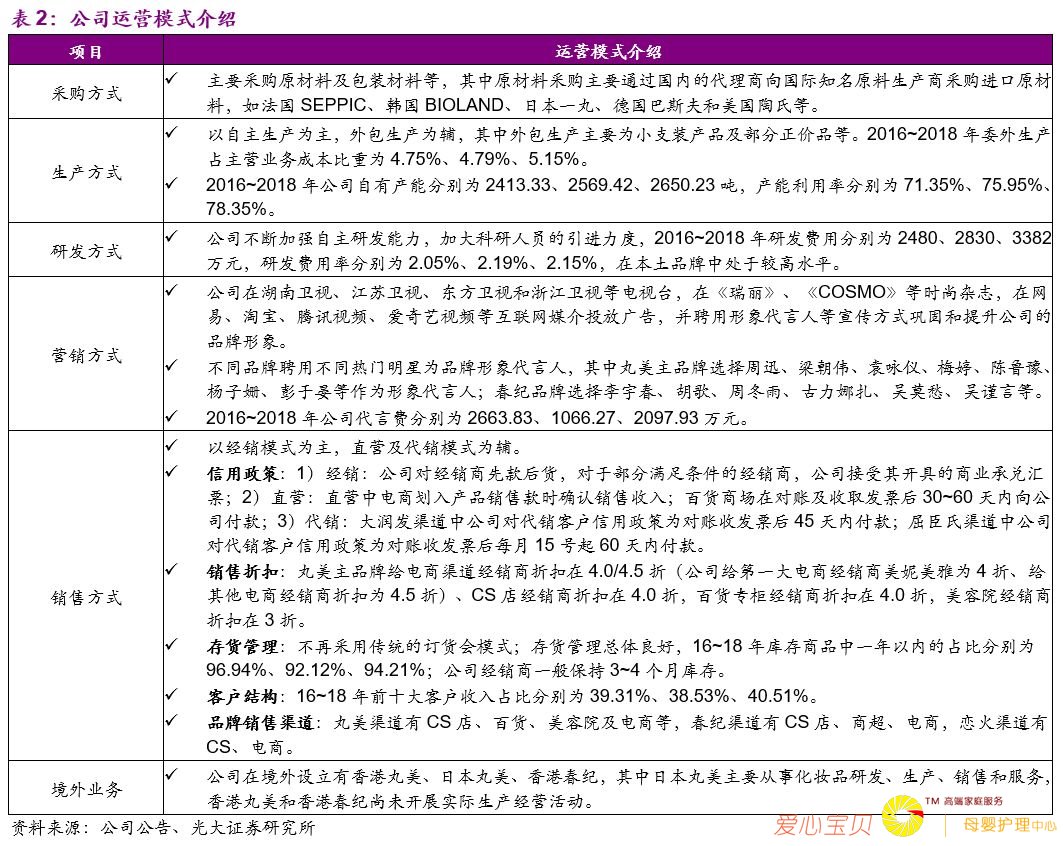 表 2：公司运营模式介绍
项目
运营模式介绍
采购方式
✓ 主要采购原材料及包装材料等，其中原材料采购主要通过国内的代理商向国际知名原料生产商采购进口原材
料，如法国 SEPPIC、韩国 BIOLAND、日本一丸、德国巴斯夫和美国陶氏等。
生产方式
✓ 以自主生产为主，外包生产为辅，其中外包生产主要为小支装产品及部分正价品等。2016~2018 年委外生产
占主营业务成本比重为 4.75%、4.79%、5.15%。
✓ 2016~2018 年公司自有产能分别为 2413.33、2569.42、2650.23 吨，产能利用率分别为 71.35%、75.95%、
78.35%。
研发方式
✓ 公司不断加强自主研发能力，加大科研人员的引进力度，2016~2018 年研发费用分别为 2480、2830、3382
万元，研发费用率分别为 2.05%、2.19%、2.15%，在本土品牌中处于较高水平。
营销方式
✓ 公司在湖南卫视、江苏卫视、东方卫视和浙江卫视等电视台，在《瑞丽》、《COSMO》等时尚杂志，在网
易、淘宝、腾讯视频、爱奇艺视频等互联网媒介投放广告，并聘用形象代言人等宣传方式巩固和提升公司的
品牌形象。
✓ 不同品牌聘用不同热门明星为品牌形象代言人，其中丸美主品牌选择周迅、梁朝伟、袁咏仪、梅婷、陈鲁豫、
杨子姗、彭于晏等作为形象代言人；春纪品牌选择李宇春、胡歌、周冬雨、古力娜扎、吴莫愁、吴谨言等。
✓ 2016~2018 年公司代言费分别为 2663.83、1066.27、2097.93 万元。
销售方式
✓ 以经销模式为主，直营及代销模式为辅。
✓ 信用政策：1）经销：公司对经销商先款后货，对于部分满足条件的经销商，公司接受其开具的商业承兑汇
票；2）直营：直营中电商划入产品销售款时确认销售收入；百货商场在对账及收取发票后 30~60 天内向公
司付款；3）代销：大润发渠道中公司对代销客户信用政策为对账收发票后 45 天内付款；屈臣氏渠道中公司
对代销客户信用政策为对账收发票后每月 15 号起 60 天内付款。
✓ 销售折扣：丸美主品牌给电商渠道经销商折扣在 4.0/4.5 折（公司给第一大电商经销商美妮美雅为 4 折、给
其他电商经销商折扣为 4.5 折）、CS 店经销商折扣在 4.0 折，百货专柜经销商折扣在 4.0 折，美容院经销商
折扣在 3 折。
✓ 存货管理：不再采用传统的订货会模式；存货管理总体良好，16~18 年库存商品中一年以内的占比分别为
96.94%、92.12%、94.21%；公司经销商一般保持 3~4 个月库存。
✓ 客户结构：16~18 年前十大客户收入占比分别为 39.31%、38.53%、40.51%。
✓ 品牌销售渠道：丸美渠道有 CS 店、百货、美容院及电商等，春纪渠道有 CS 店、商超、电商，恋火渠道有
CS、电商。
境外业务
✓ 公司在境外设立有香港丸美、日本丸美、香港春纪，其中日本丸美主要从事化妆品研发、生产、销售和服务，
香港丸美和香港春纪尚未开展实际生产经营活动。
资料来源：公司公告、光大证券研究所
爱心宝贝
TM 高端家庭服务
母婴护理中心